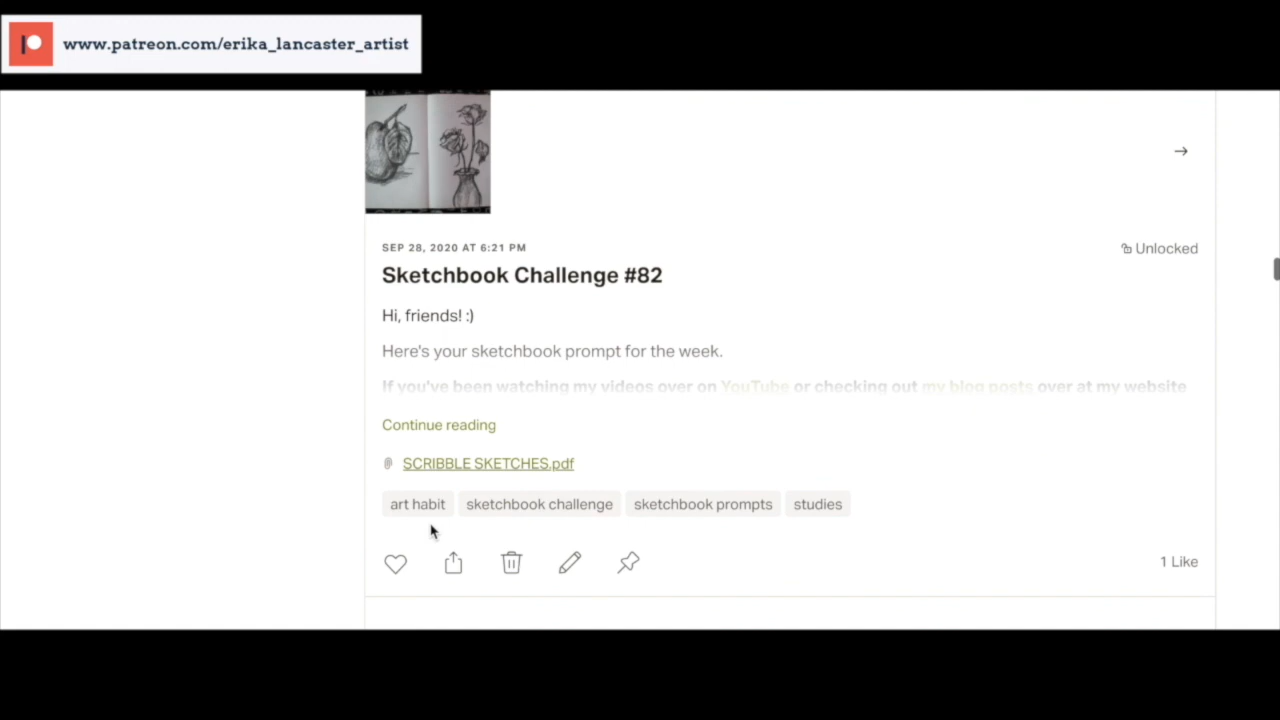 www.patreon.com/erika_lancaster_artist
SEP 28, 2020 AT 6:21 PM
Unlocked
Sketchbook Challenge #82
Hi, friends! :)
Here's your sketchbook prompt for the week.
If you've been watching my videos over on YouTube or checking out my blog posts over at my website
Continue reading
SCRIBBLE SKETCHES.pdf
art habit
sketchbook challenge
sketchbook prompts
studies
1 Like